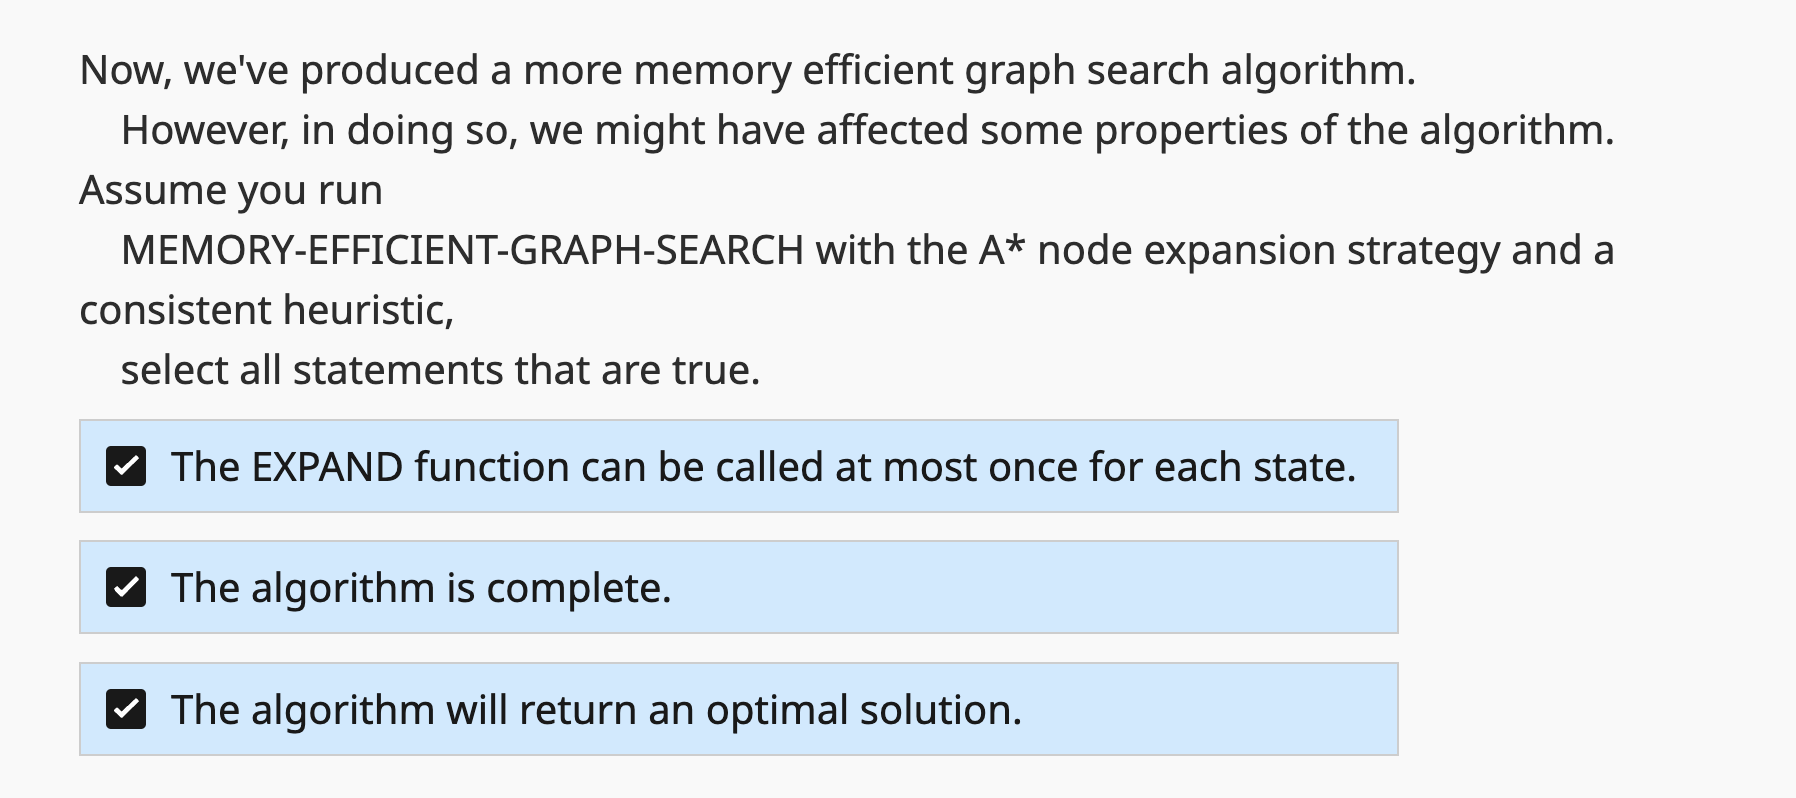 Now, we've produced a more memory efficient graph search algorithm.
However, in doing so, we might have affected some properties of the algorithm.
Assume you run
MEMORY-EFFICIENT-GRAPH-SEARCH with the A* node expansion strategy and a
consistent heuristic,
select all statements that are true.
The EXPAND function can be called at most once for each state.
The algorithm is complete.
The algorithm will return an optimal solution.